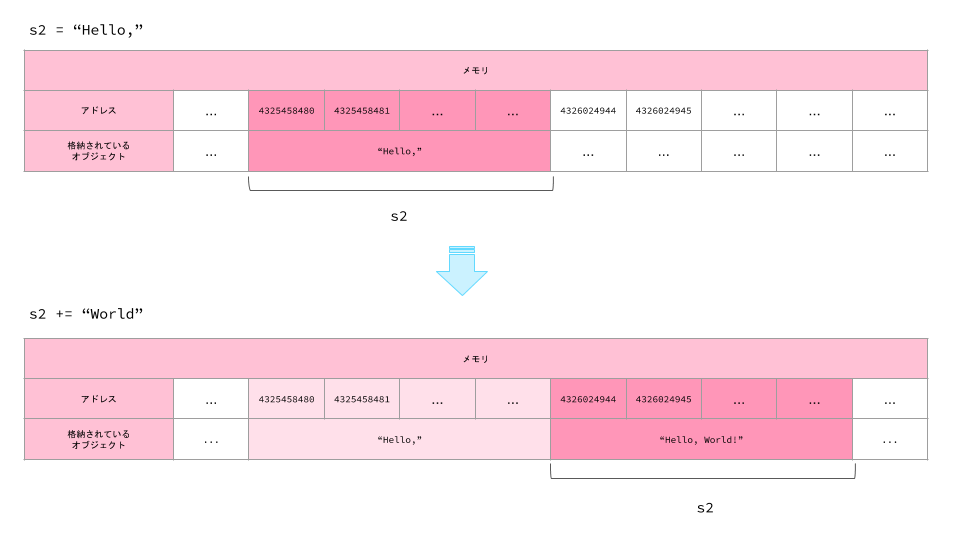 s2 = “Hello,”
メモリ
アドレス ... 4325458480 4325458481 ... ... 4326024944 4326024945 ... ... ...
格納されている
オブジェクト ... “Hello,” ... ... ... ... ...
s2
s2 += “World”
メモリ
アドレス ... 4325458480 4325458481 ... ... 4326024944 4326024945 ... ... ...
格納されている
オブジェクト ... “Hello,” “Hello, World!” ...
s2